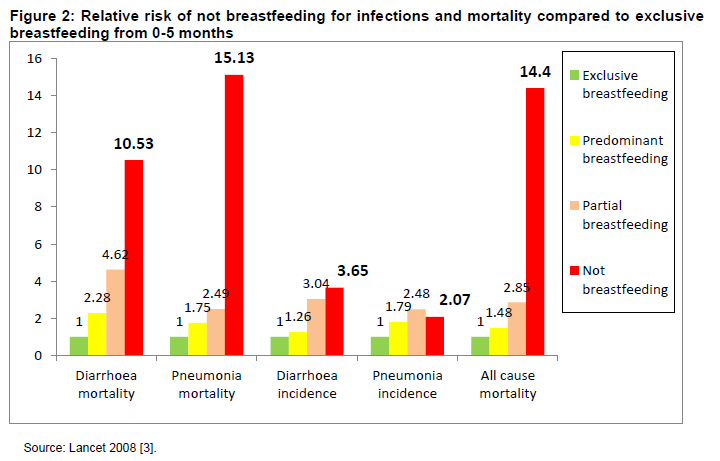 Figure 2: Relative risk of not breastfeeding for infections and mortality compared to exclusive
breastfeeding from 0-5 months
16
14
12
10
8
6
4
2
0
1
2.28
4.62
10.53
1
1.75
2.49
15.13
1
1.26
3.04
3.65
1
1.79
2.48
2.07
1
1.48
2.85
14.4
Diarrhoea
mortality
Pneumonia
mortality
Diarrhoea
incidence
Pneumonia
incidence
All cause
mortality
Exclusive
breastfeeding
Predominant
breastfeeding
Partial
breastfeeding
Not
breastfeeding
Source: Lancet 2008 [3].